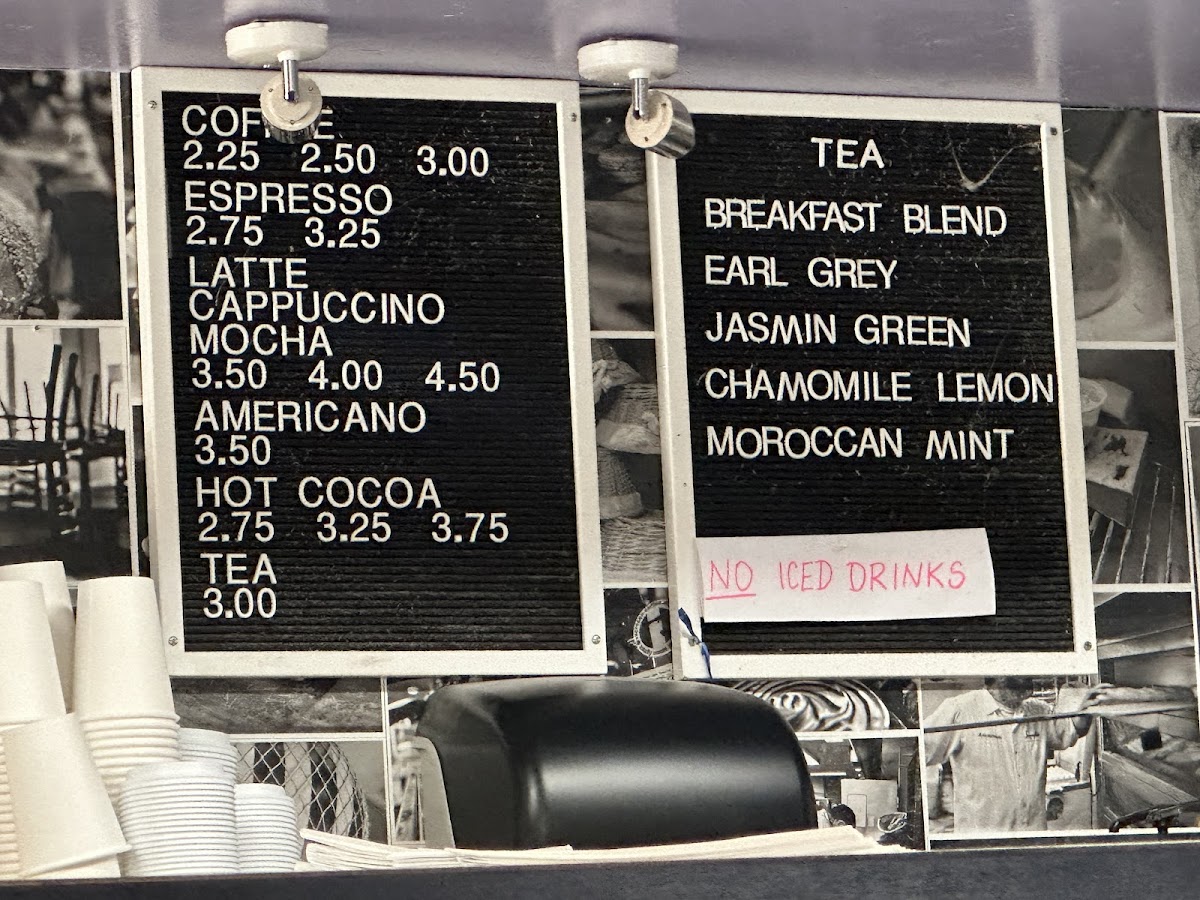 COFFEE
2.25 2.50 3.00
ESPRESSO
2.75 3.25
LATTE
CAPPUCCINO
MOCHA
3.50 4.00 4.50
AMERICANO
3.50
HOT COCOA
2.75 3.25 3.75
TEA
3.00
TEA
BREAKFAST BLEND
EARL GREY
JASMIN GREEN
CHAMOMILE LEMON
MOROCCAN MINT
NO ICED DRINKS